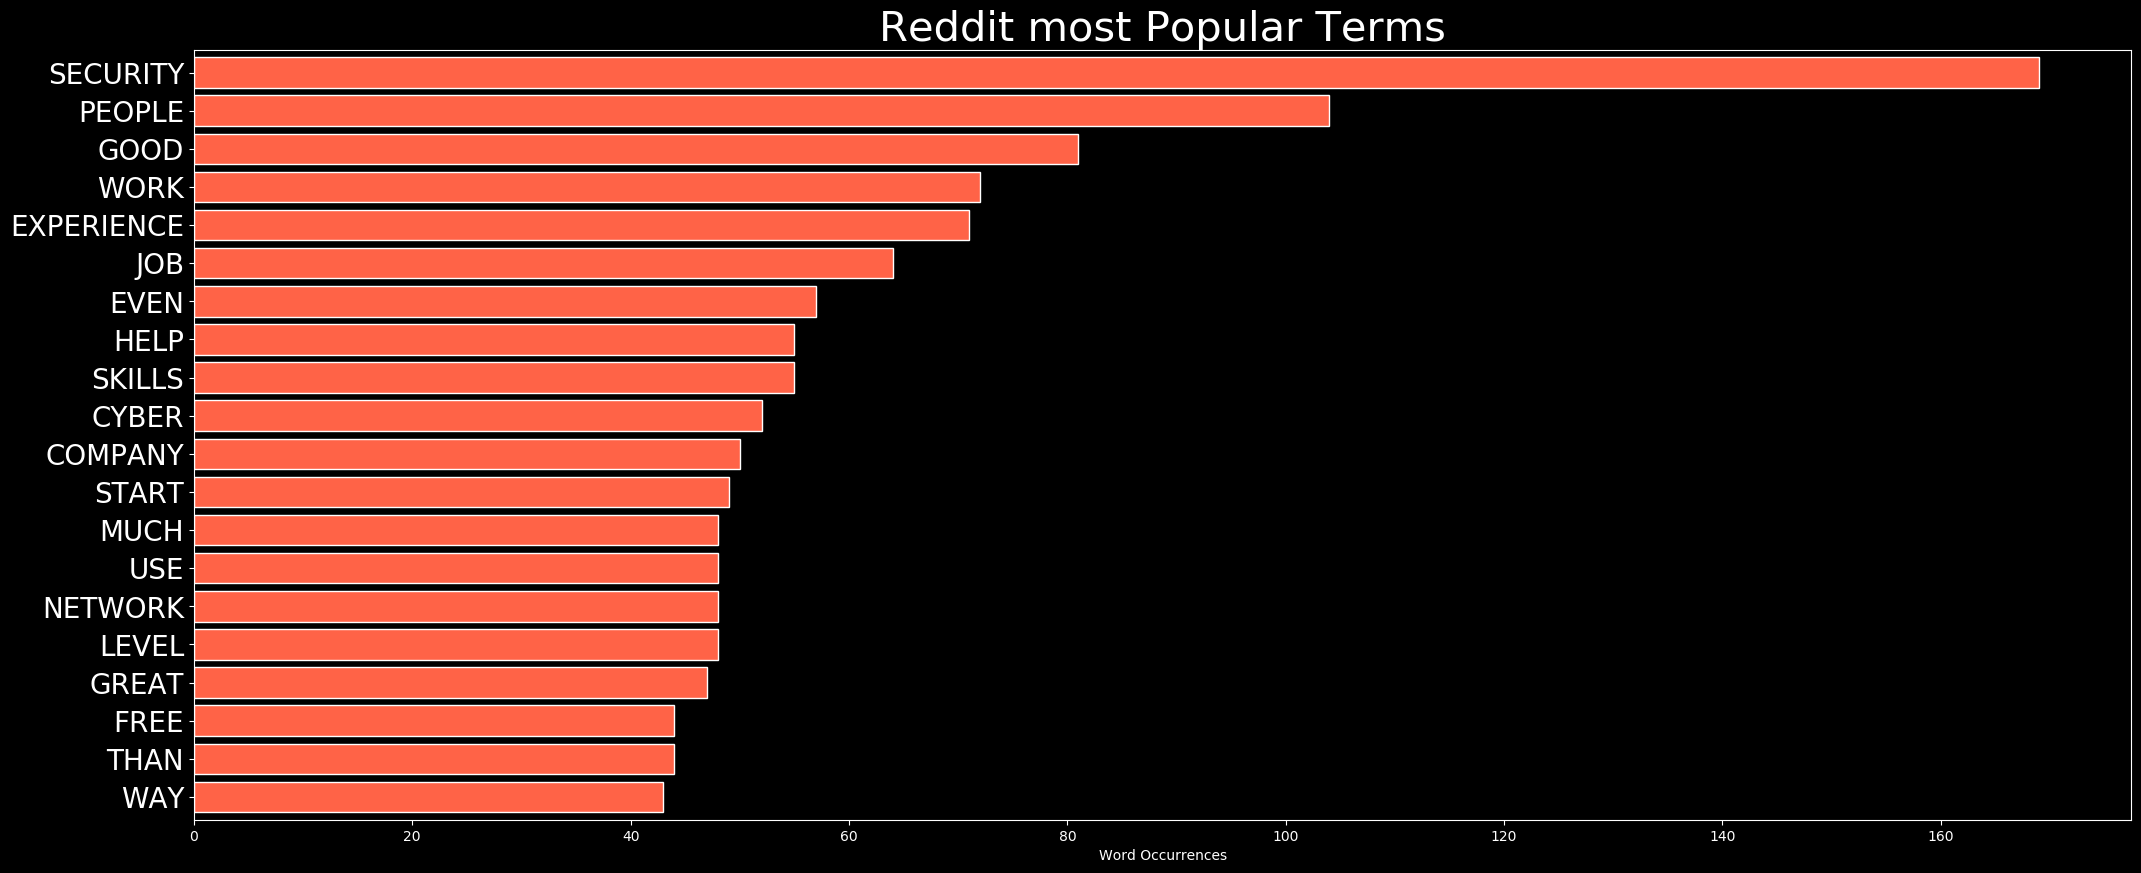 Reddit most Popular Terms
SECURITY
PEOPLE
GOOD
WORK
EXPERIENCE
JOB
EVEN
HELP
SKILLS
CYBER
COMPANY
START
MUCH
USE
NETWORK
LEVEL
GREAT
FREE
THAN
WAY
0 20 40 60 80 100 120 140 160
Word Occurrences